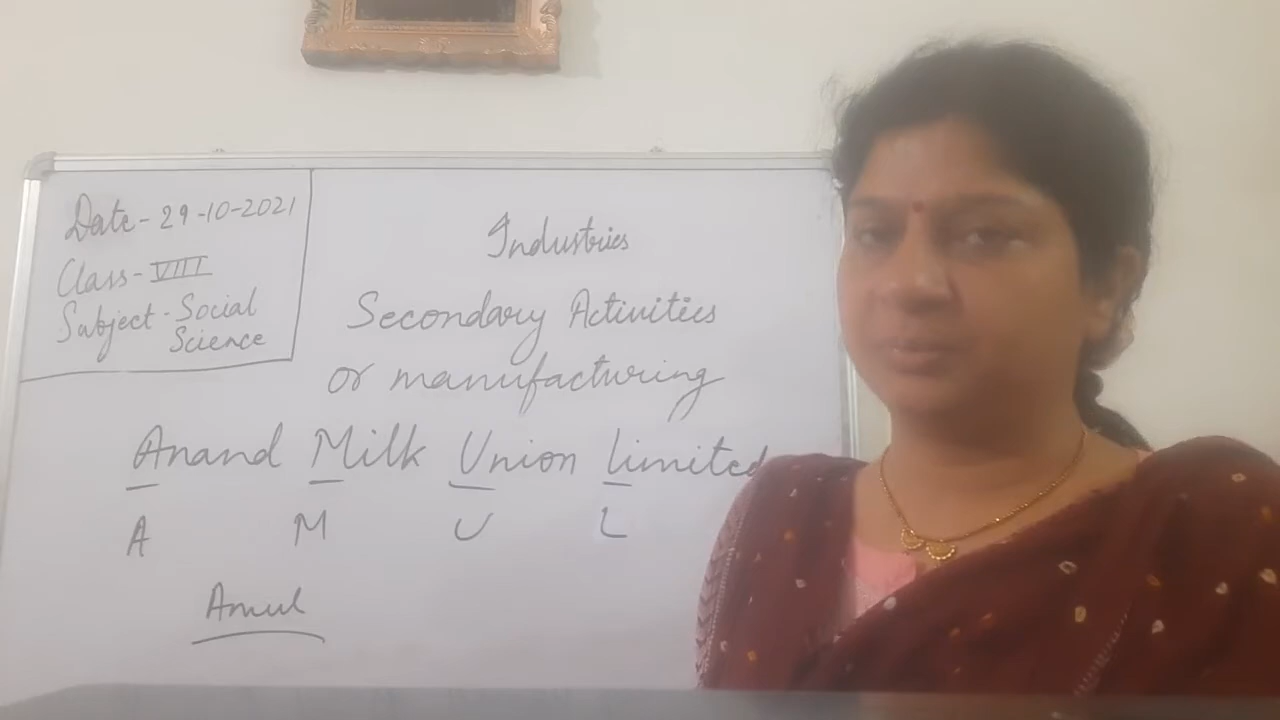 Date - 29-10-2021
Class - VIII
Subject - Social
Science
Industries
Secondary Activities
or manufacturing
Anand Milk Union limited
A M U L
Amul